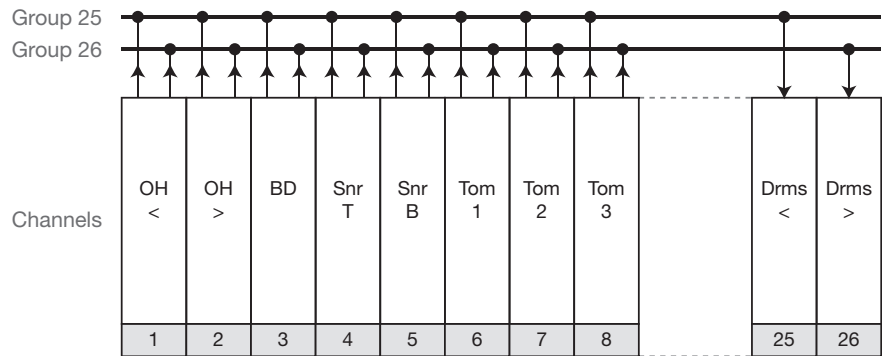 Group 25
Group 26
Channels
OH OH BD Snr Snr Tom Tom Tom Drms Drms
< > T B 1 2 3 < >
1 2 3 4 5 6 7 8 25 26